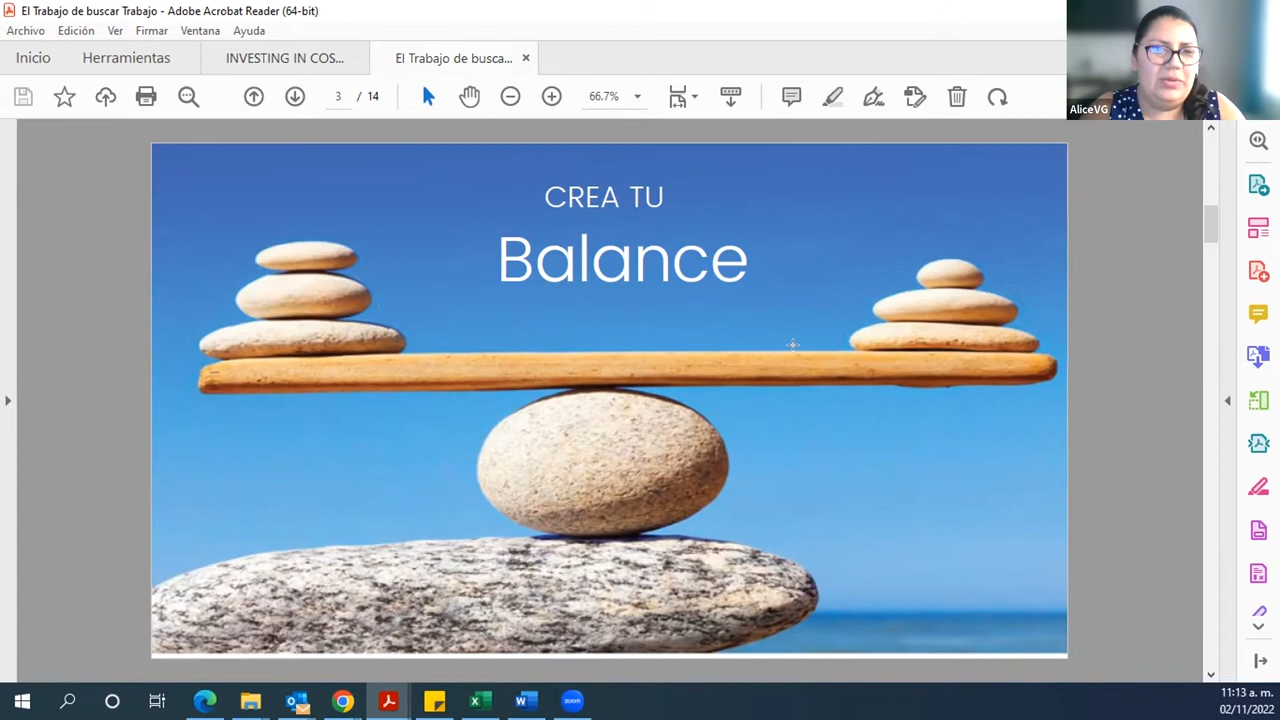 El Trabajo de buscar Trabajo - Adobe Acrobat Reader (64-bit)
Archivo Edición Ver Firmar Ventana Ayuda
Inicio Herramientas INVESTING IN COS... El Trabajo de busca... ×
3 / 14 66.7%
AliceVG
CREA TU
Balance
zoom
11:13 a. m.
02/11/2022